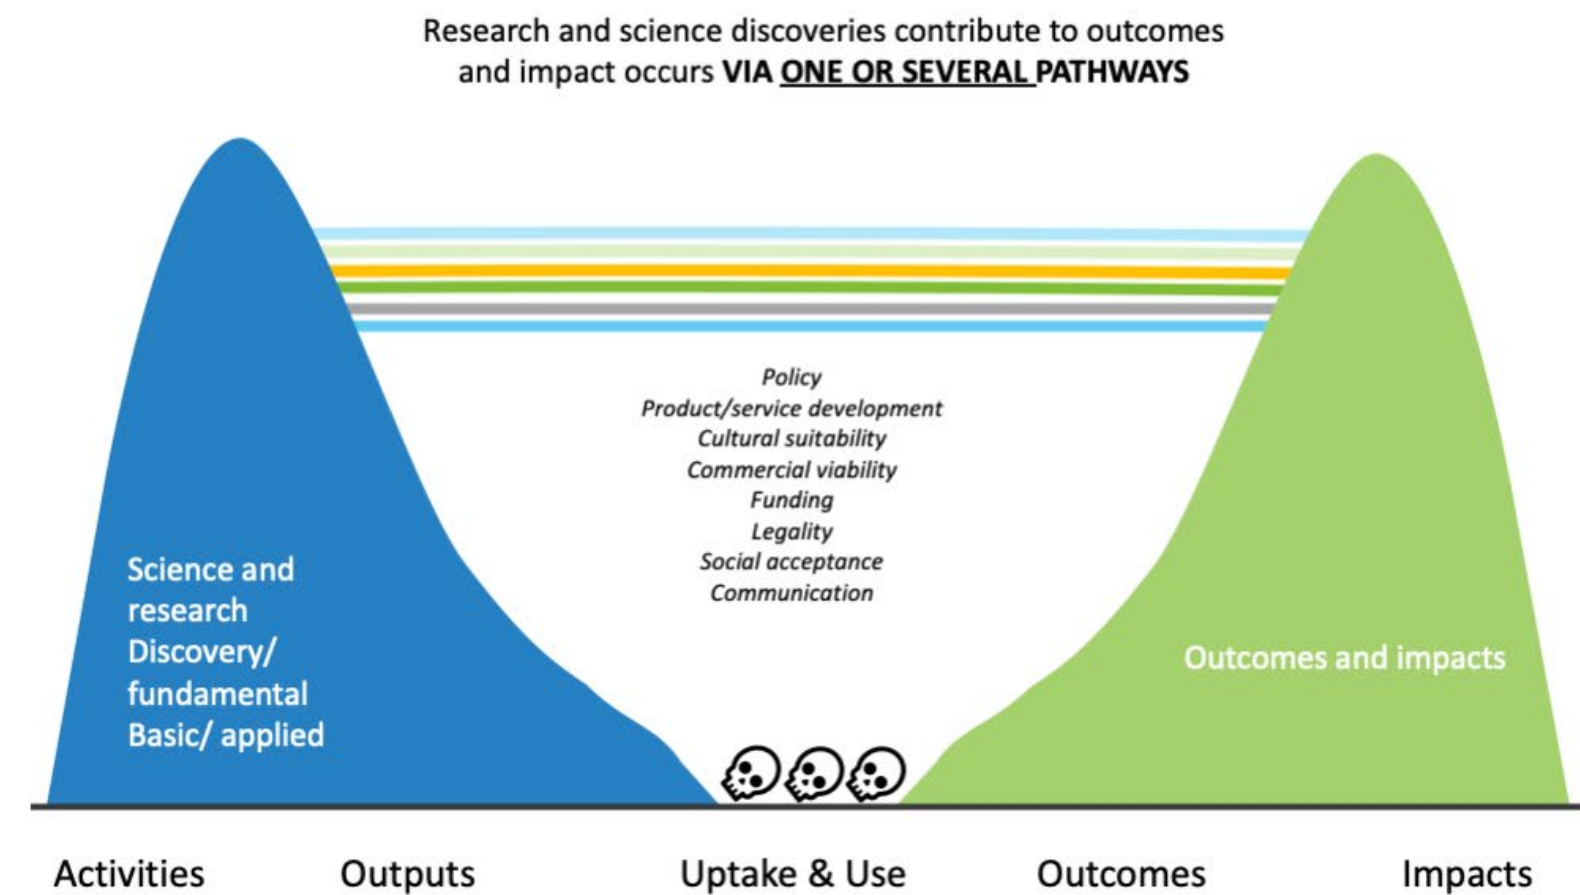 Research and science discoveries contribute to outcomes
and impact occurs VIA ONE OR SEVERAL PATHWAYS
Policy
Product/service development
Cultural suitability
Commercial viability
Funding
Legality
Social acceptance
Communication
Science and
research
Discovery/
fundamental
Basic/ applied
Outcomes and impacts
Activities
Outputs
Uptake & Use
Outcomes
Impacts